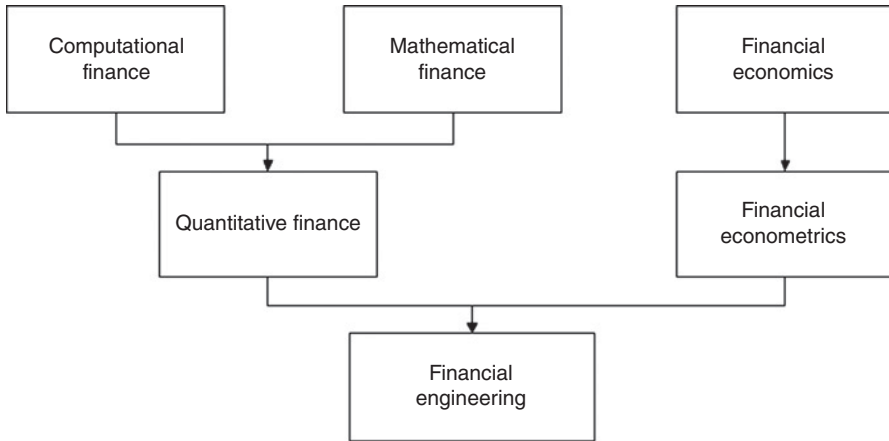 Computational
finance
Mathematical
finance
Financial
economics
Quantitative finance
Financial
econometrics
Financial
engineering